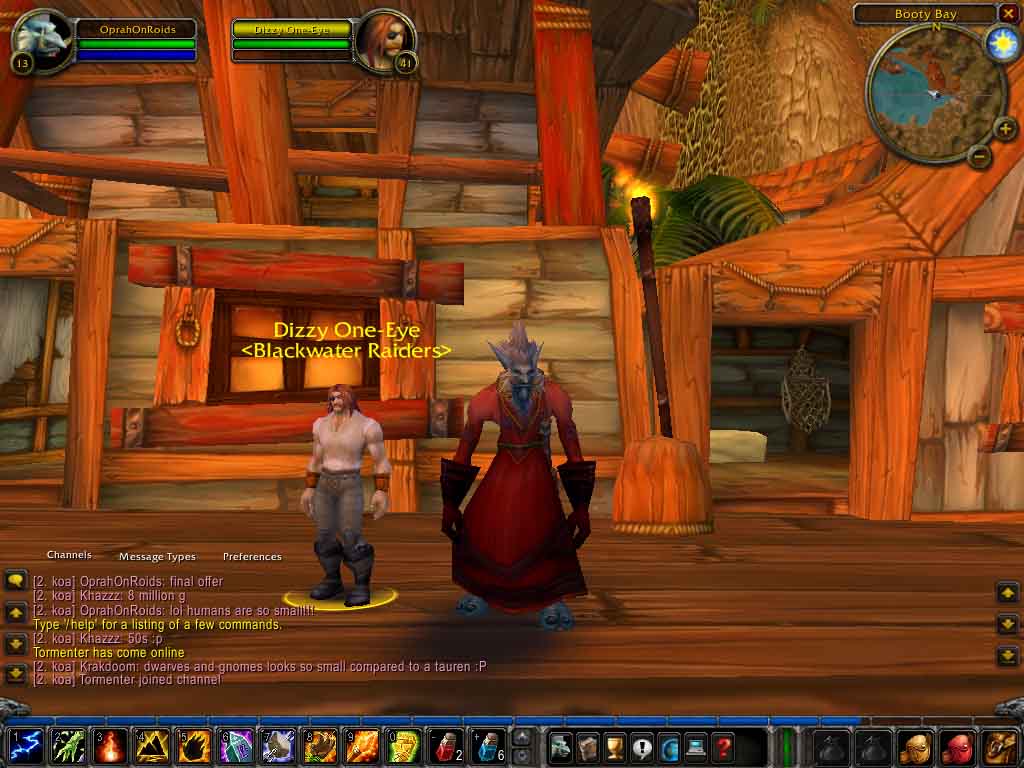 OprahOnRoids
13
Dizzy One-Eye
41
Booty Bay
N
Dizzy One-Eye
<Blackwater Raiders>
Channels
Message Types
Preferences
[2. koa] OprahOnRoids: final offer
[2. koa] Khazzz: 8 million g
[2. koa] OprahOnRoids: lol humans are so small!!!
Type '/help' for a listing of a few commands.
[2. koa] Khazzz: 50s :p
Tormenter has come online
[2. koa] Krakdoom: dwarves and gnomes looks so small compared to a tauren :P
[2. koa] Tormenter joined channel
1 2 3 4 5 6 7 8 9 0 - 2 + 6